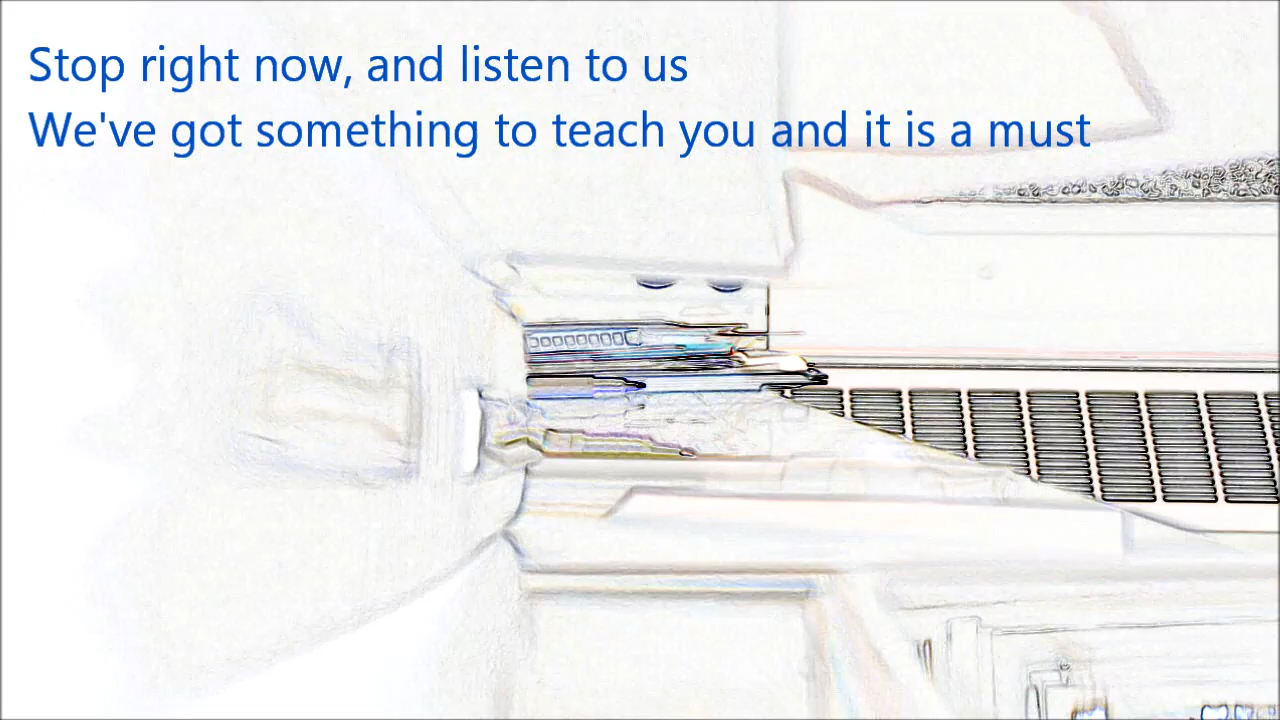 Stop right now, and listen to us
We've got something to teach you and it is a must